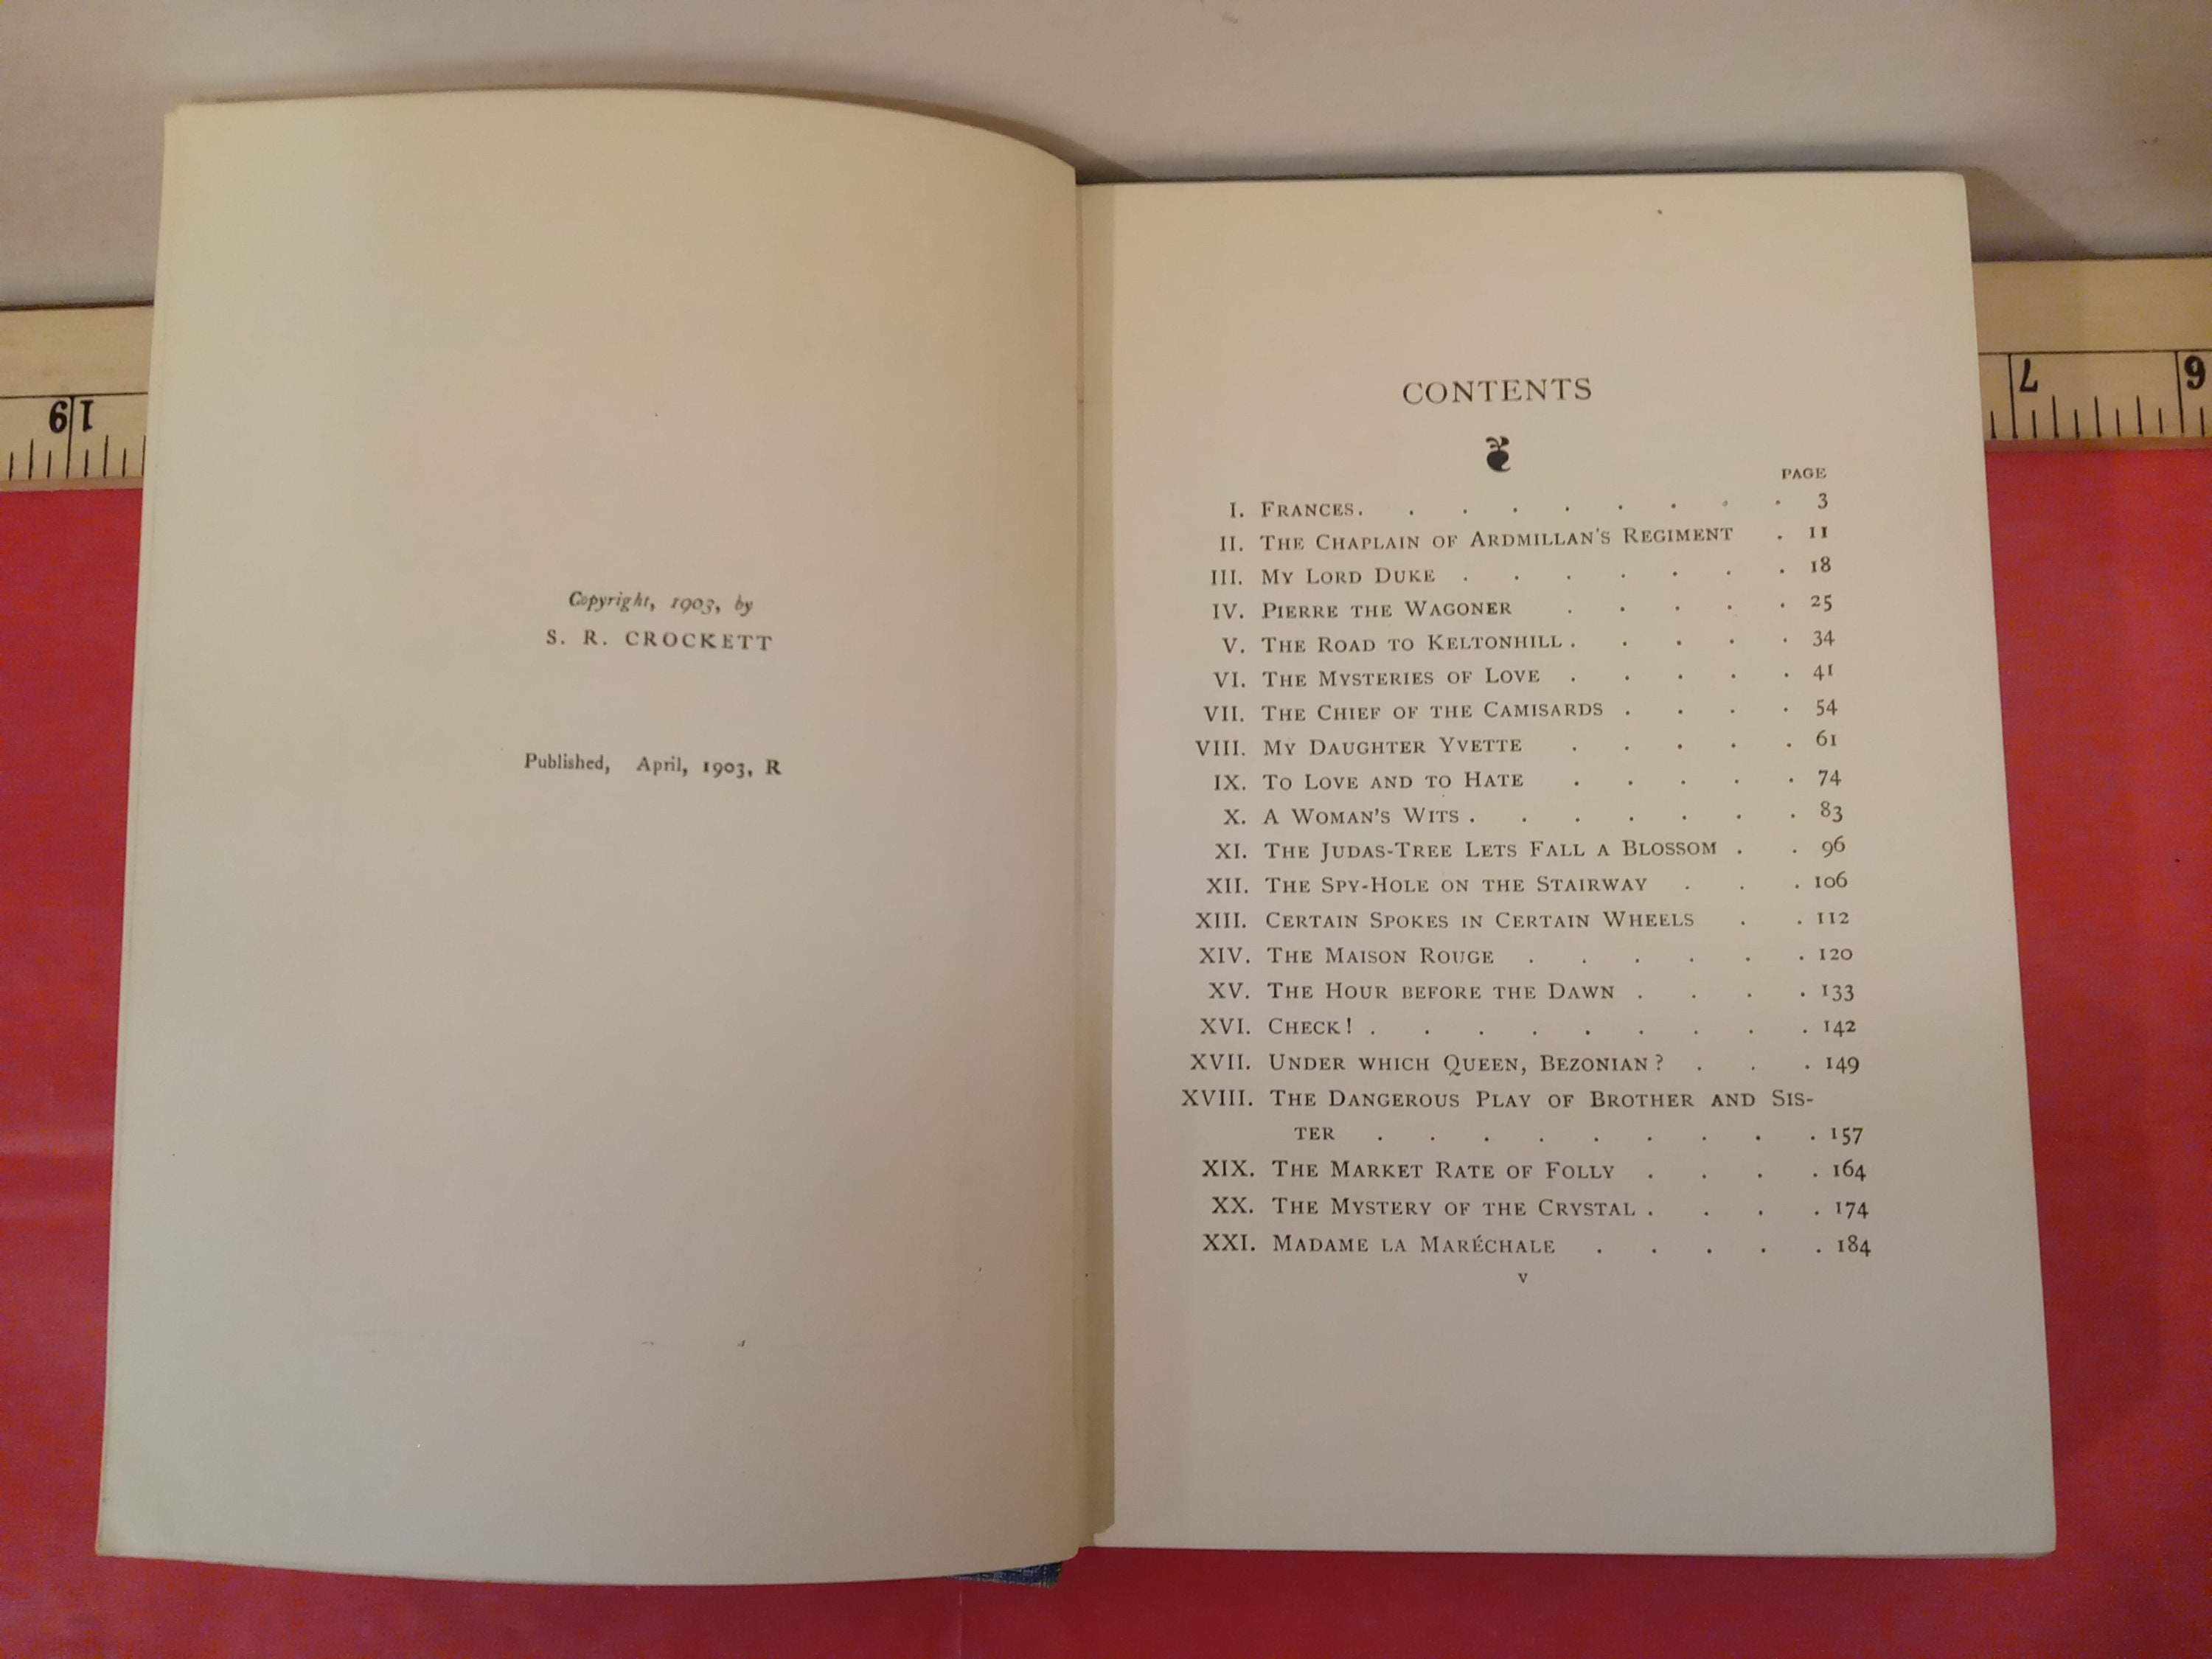 Copyright, 1903, by
S. R. CROCKETT
Published, April, 1903, R
CONTENTS
PAGE
I. FRANCES. . . . . . . . . 3
II. THE CHAPLAIN OF ARDMILLAN'S REGIMENT . 11
III. MY LORD DUKE . . . . . . . 18
IV. PIERRE THE WAGONER . . . . . 25
V. THE ROAD TO KELTONHILL . . . . . 34
VI. THE MYSTERIES OF LOVE . . . . . 41
VII. THE CHIEF OF THE CAMISARDS . . . . 54
VIII. MY DAUGHTER YVETTE . . . . . 61
IX. TO LOVE AND TO HATE . . . . . 74
X. A WOMAN'S WITS . . . . . . . 83
XI. THE JUDAS-TREE LETS FALL A BLOSSOM . . 96
XII. THE SPY-HOLE ON THE STAIRWAY . . . 106
XIII. CERTAIN SPOKES IN CERTAIN WHEELS . . 112
XIV. THE MAISON ROUGE . . . . . . 120
XV. THE HOUR BEFORE THE DAWN . . . . 133
XVI. CHECK! . . . . . . . . . 142
XVII. UNDER WHICH QUEEN, BEZONIAN? . . . 149
XVIII. THE DANGEROUS PLAY OF BROTHER AND SIS-
TER . . . . . . . . . 157
XIX. THE MARKET RATE OF FOLLY . . . . 164
XX. THE MYSTERY OF THE CRYSTAL . . . . 174
XXI. MADAME LA MARÉCHALE . . . . . 184
v
19
7
6